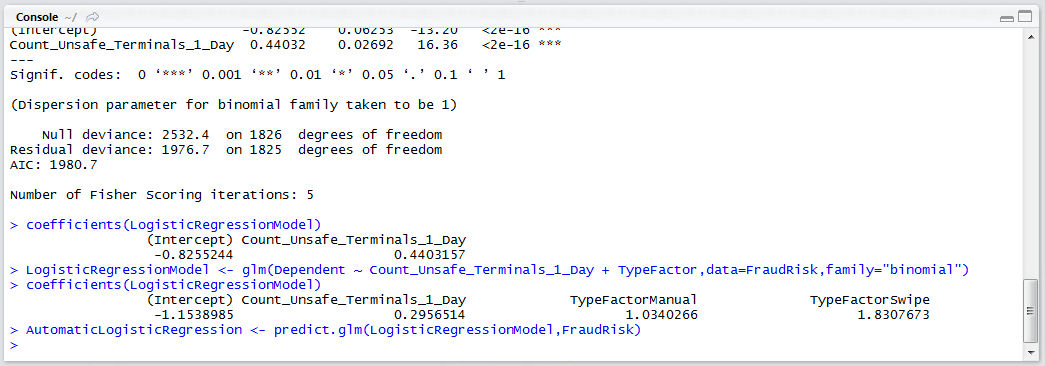 Console ~/
(Intercept) -0.82552 0.06253 -13.20 <2e-16 ***
Count_Unsafe_Terminals_1_Day 0.44032 0.02692 16.36 <2e-16 ***
---
Signif. codes: 0 ‘***’ 0.001 ‘**’ 0.01 ‘*’ 0.05 ‘.’ 0.1 ‘ ’ 1
(Dispersion parameter for binomial family taken to be 1)
Null deviance: 2532.4 on 1826 degrees of freedom
Residual deviance: 1976.7 on 1825 degrees of freedom
AIC: 1980.7
Number of Fisher Scoring iterations: 5
> coefficients(LogisticRegressionModel)
(Intercept) Count_Unsafe_Terminals_1_Day
-0.8255244 0.4403157
> LogisticRegressionModel <- glm(Dependent ~ Count_Unsafe_Terminals_1_Day + TypeFactor,data=FraudRisk,family="binomial")
> coefficients(LogisticRegressionModel)
(Intercept) Count_Unsafe_Terminals_1_Day TypeFactorManual TypeFactorSwipe
-1.1538985 0.2956514 1.0340266 1.8307673
> AutomaticLogisticRegression <- predict.glm(LogisticRegressionModel,FraudRisk)
>